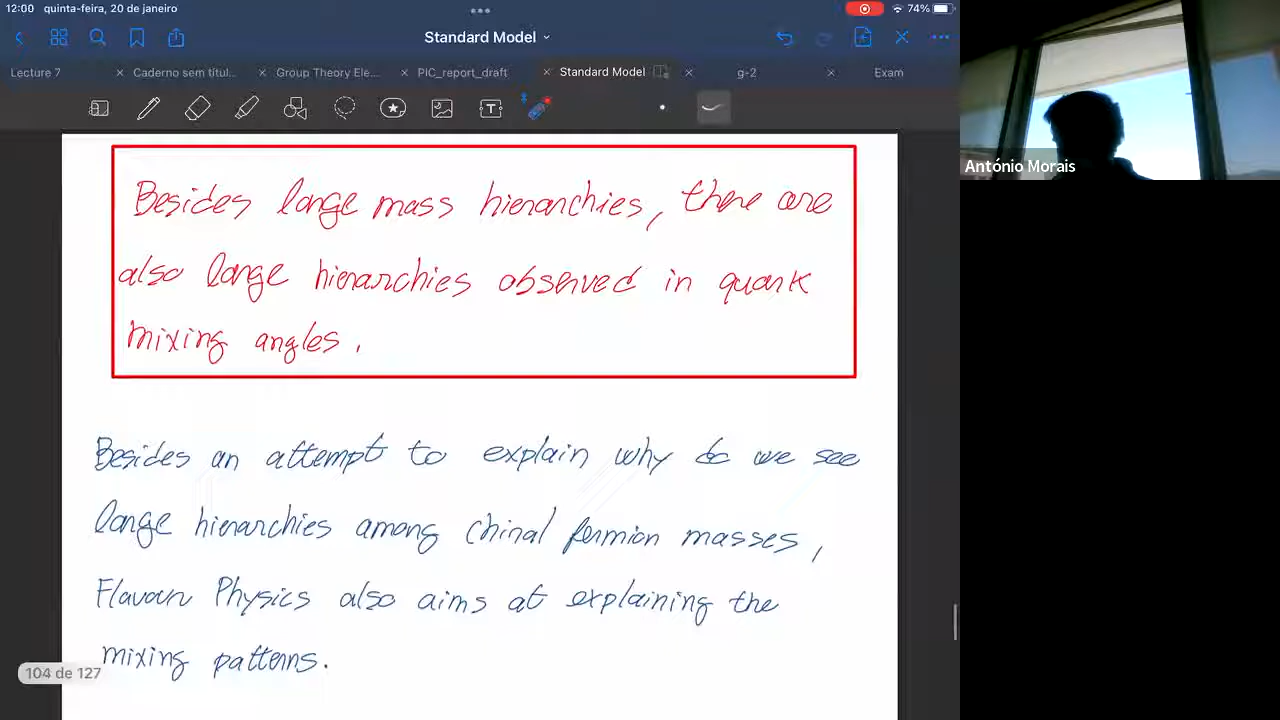 12:00 quinta-feira, 20 de janeiro
74%
Standard Model
Lecture 7
Caderno sem títul...
Group Theory Ele...
PIC_report_draft
Standard Model
g-2
Exam
António Morais
Besides large mass hierarchies, there are
also large hierarchies observed in quark
mixing angles.
Besides an attempt to explain why do we see
large hierarchies among chiral fermion masses,
Flavour Physics also aims at explaining the
mixing patterns.
104 de 127